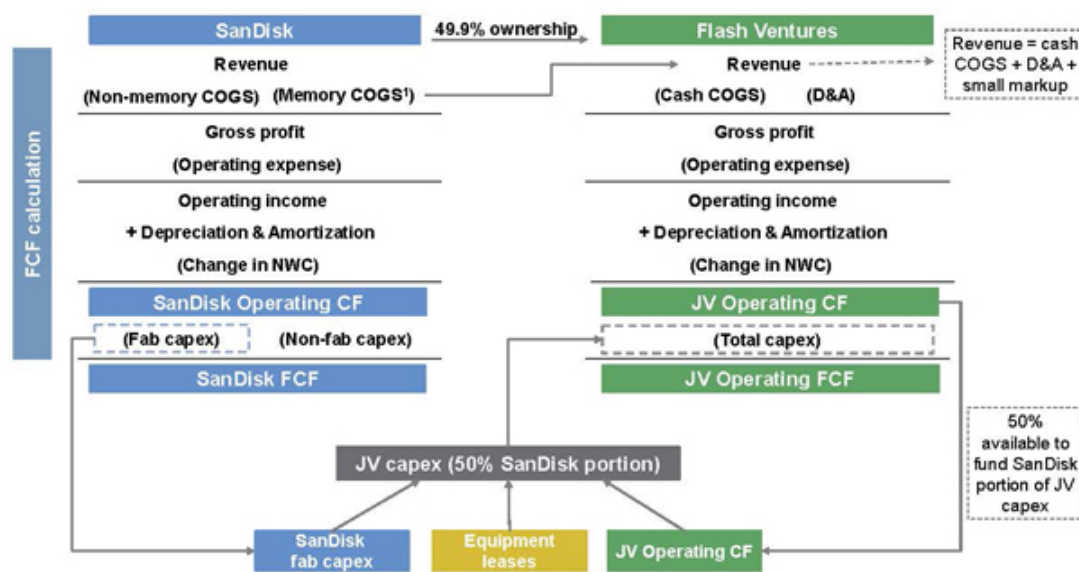 FCF calculation
SanDisk
49.9% ownership
Flash Ventures
Revenue
(Non-memory COGS) (Memory COGS¹)
Gross profit
(Operating expense)
Operating income
+ Depreciation & Amortization
(Change in NWC)
SanDisk Operating CF
(Fab capex) (Non-fab capex)
SanDisk FCF
Revenue
(Cash COGS) (D&A)
Gross profit
(Operating expense)
Operating income
+ Depreciation & Amortization
(Change in NWC)
JV Operating CF
(Total capex)
JV Operating FCF
Revenue = cash
COGS + D&A +
small markup
50%
available to
fund SanDisk
portion of JV
capex
JV capex (50% SanDisk portion)
SanDisk
fab capex
Equipment
leases
JV Operating CF